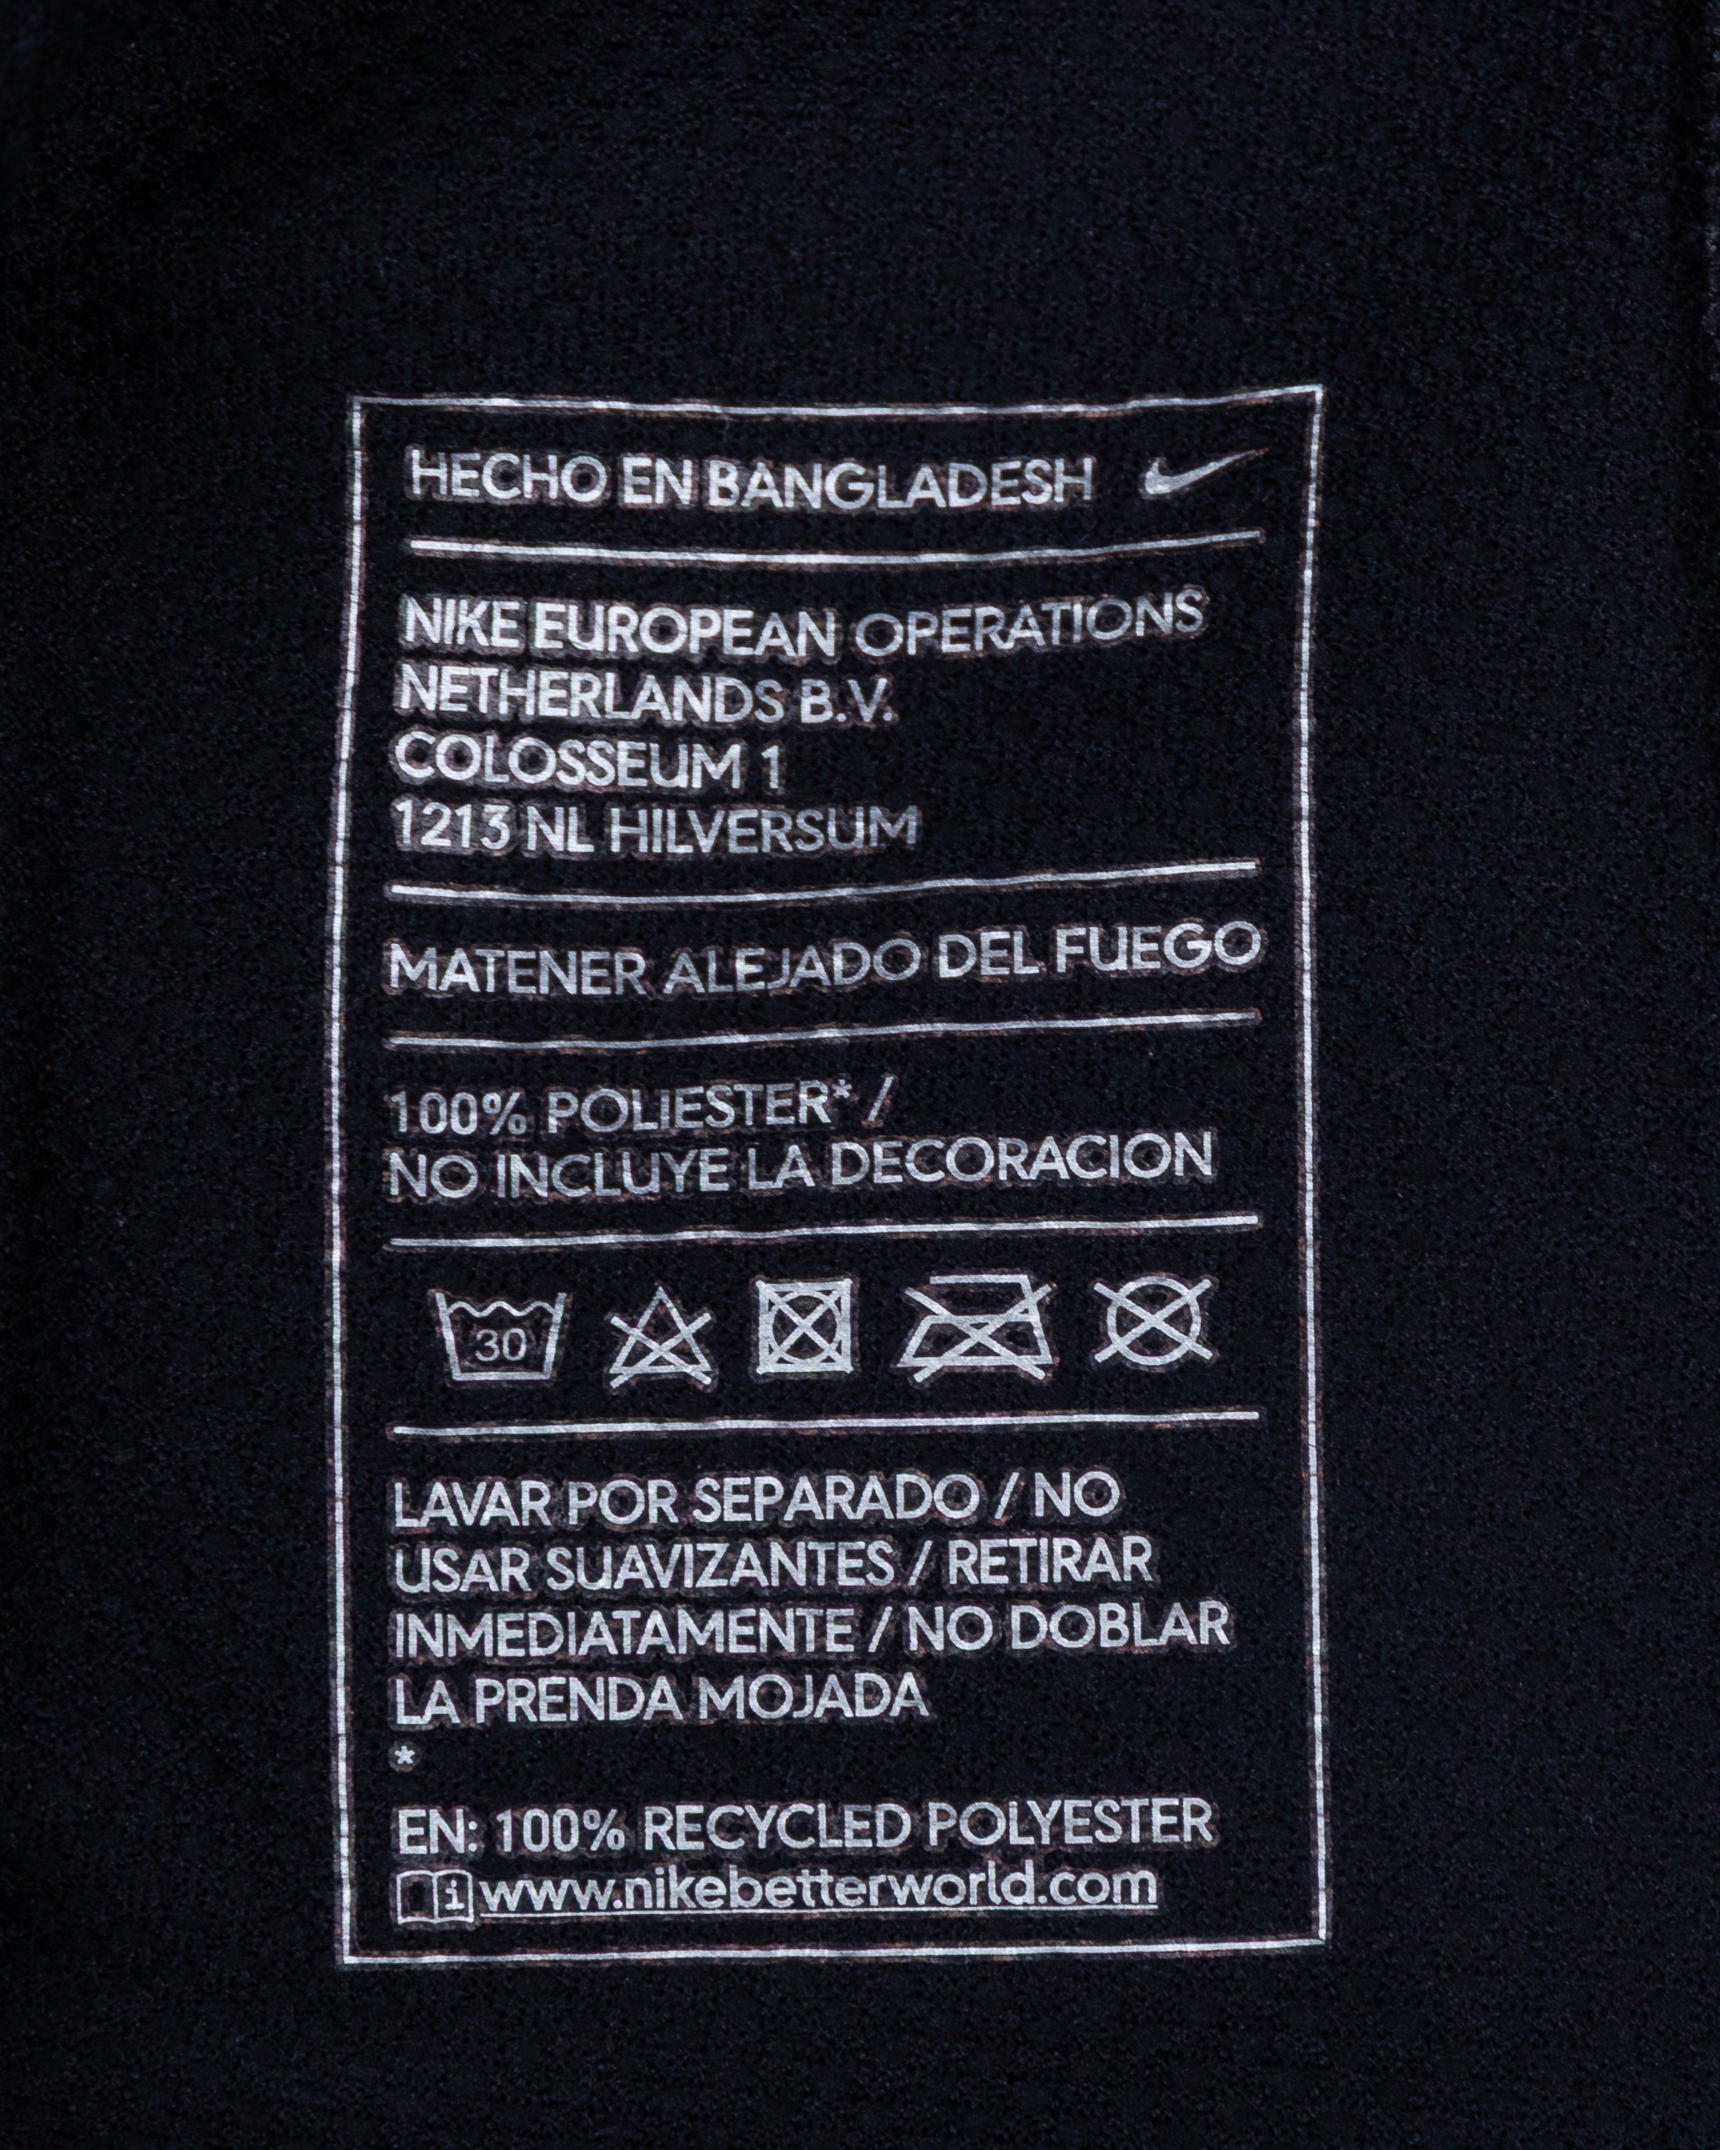 HECHO EN BANGLADESH
NIKE EUROPEAN OPERATIONS
NETHERLANDS B.V.
COLOSSEUM 1
1213 NL HILVERSUM
MATENER ALEJADO DEL FUEGO
100% POLIESTER* /
NO INCLUYE LA DECORACION
30
LAVAR POR SEPARADO / NO
USAR SUAVIZANTES / RETIRAR
INMEDIATAMENTE / NO DOBLAR
LA PRENDA MOJADA
*
EN: 100% RECYCLED POLYESTER
i www.nikebetterworld.com